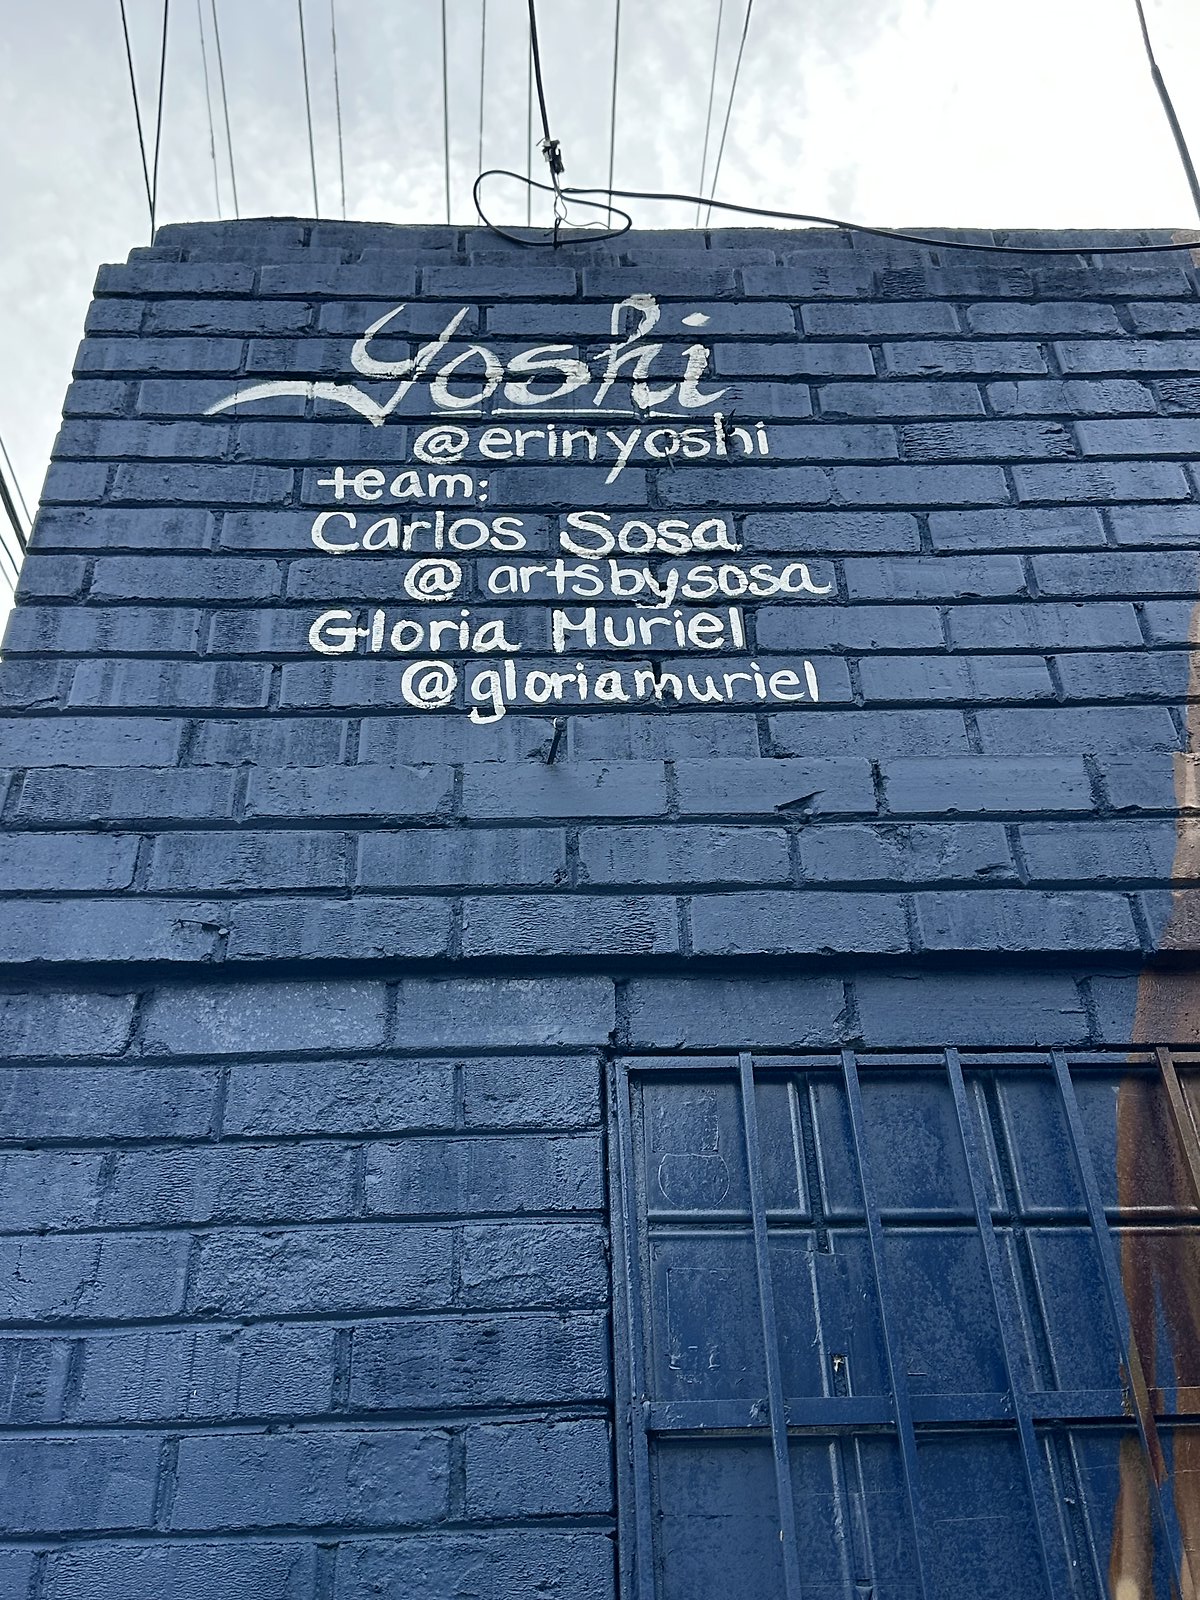 Yoshi
@erinyoshi
team:
Carlos Sosa
@artsbysosa
Gloria Muriel
@gloriamuriel